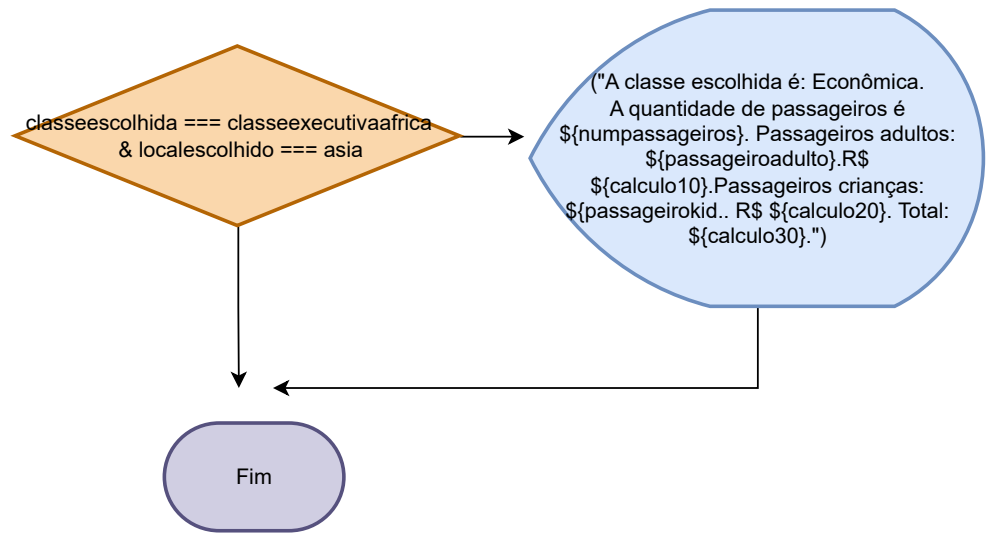 classeescolhida === classeexecutivaafrica
& localescolhido === asia
("A classe escolhida é: Econômica.
A quantidade de passageiros é
${numpassageiros}. Passageiros adultos:
${passageiroadulto}.R$
${calculo10}.Passageiros crianças:
${passageirokid.. R$ ${calculo20}. Total:
${calculo30}.")
Fim